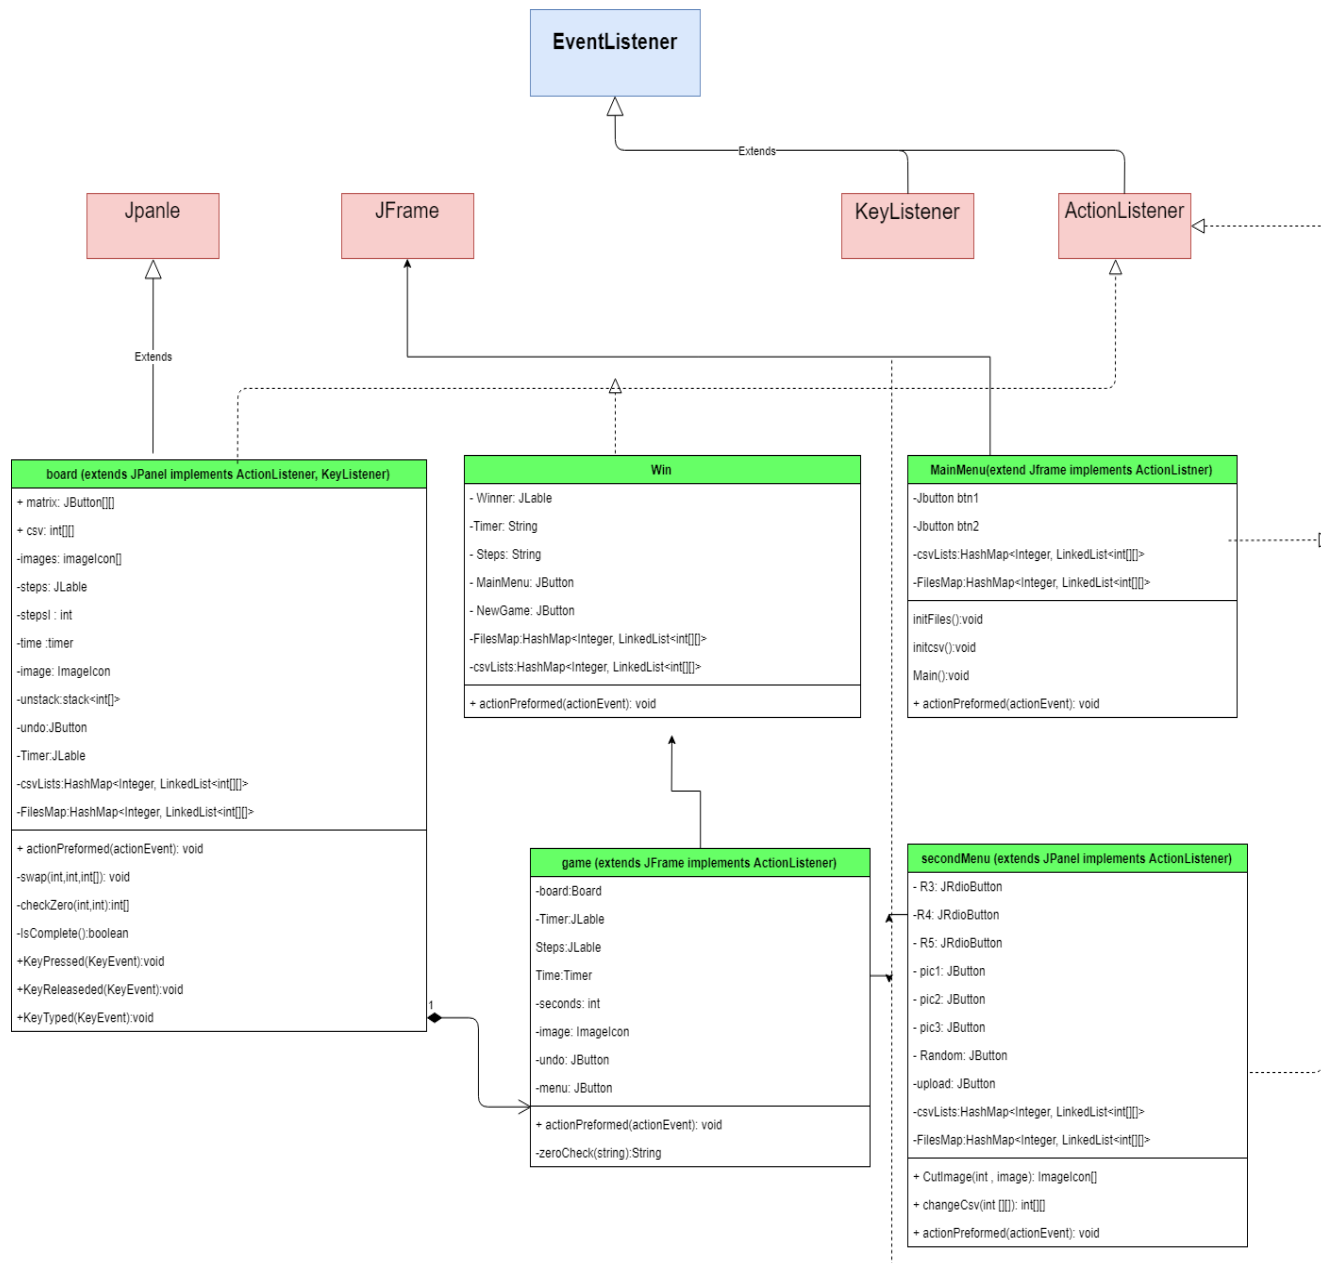 EventListener
Extends
Jpanle
JFrame
KeyListener
ActionListener
Extends
board (extends JPanel implements ActionListener, KeyListener)
+ matrix: JButton[][]
+ csv: int[][]
-images: imageIcon[]
-steps: JLable
-stepsI : int
-time :timer
-image: ImageIcon
-unstack:stack<int[]>
-undo:JButton
-Timer:JLable
-csvLists:HashMap<Integer, LinkedList<int[][]>
-FilesMap:HashMap<Integer, LinkedList<int[][]>
+ actionPreformed(actionEvent): void
-swap(int,int,int[]): void
-checkZero(int,int):int[]
-IsComplete():boolean
+KeyPressed(KeyEvent):void
+KeyReleaseded(KeyEvent):void
+KeyTyped(KeyEvent):void
1
Win
- Winner: JLable
-Timer: String
- Steps: String
- MainMenu: JButton
- NewGame: JButton
-FilesMap:HashMap<Integer, LinkedList<int[][]>
-csvLists:HashMap<Integer, LinkedList<int[][]>
+ actionPreformed(actionEvent): void
MainMenu(extend Jframe implements ActionListner)
-Jbutton btn1
-Jbutton btn2
-csvLists:HashMap<Integer, LinkedList<int[][]>
-FilesMap:HashMap<Integer, LinkedList<int[][]>
initFiles():void
initcsv():void
Main():void
+ actionPreformed(actionEvent): void
game (extends JFrame implements ActionListener)
-board:Board
-Timer:JLable
Steps:JLable
Time:Timer
-seconds: int
-image: ImageIcon
-undo: JButton
-menu: JButton
+ actionPreformed(actionEvent): void
-zeroCheck(string):String
secondMenu (extends JPanel implements ActionListener)
- R3: JRdioButton
-R4: JRdioButton
- R5: JRdioButton
- pic1: JButton
- pic2: JButton
- pic3: JButton
- Random: JButton
-upload: JButton
-csvLists:HashMap<Integer, LinkedList<int[][]>
-FilesMap:HashMap<Integer, LinkedList<int[][]>
+ CutImage(int , image): ImageIcon[]
+ changeCsv(int [][]): int[][]
+ actionPreformed(actionEvent): void